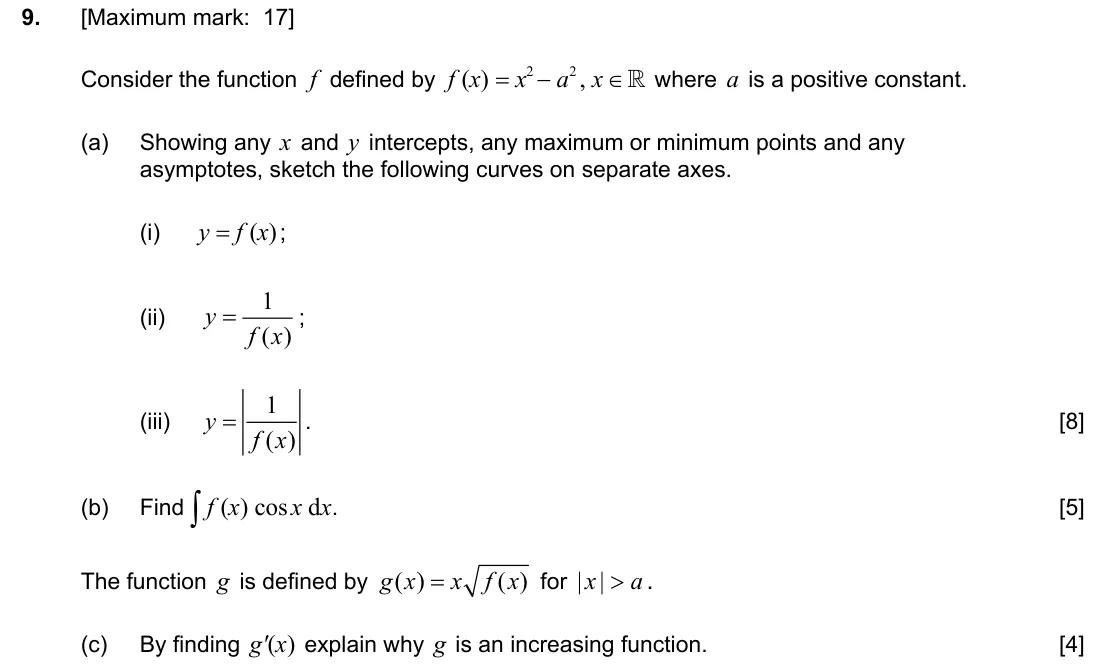 9. [Maximum mark: 17]
Consider the function f defined by f(x) = x² − a², x ∈ ℝ where a is a positive constant.
(a) Showing any x and y intercepts, any maximum or minimum points and any
asymptotes, sketch the following curves on separate axes.
(i) y = f(x);
(ii) y = 1/f(x);
(iii) y = |1/f(x)|. [8]
(b) Find ∫f(x) cos x dx. [5]
The function g is defined by g(x) = x√f(x) for |x| > a.
(c) By finding g′(x) explain why g is an increasing function. [4]